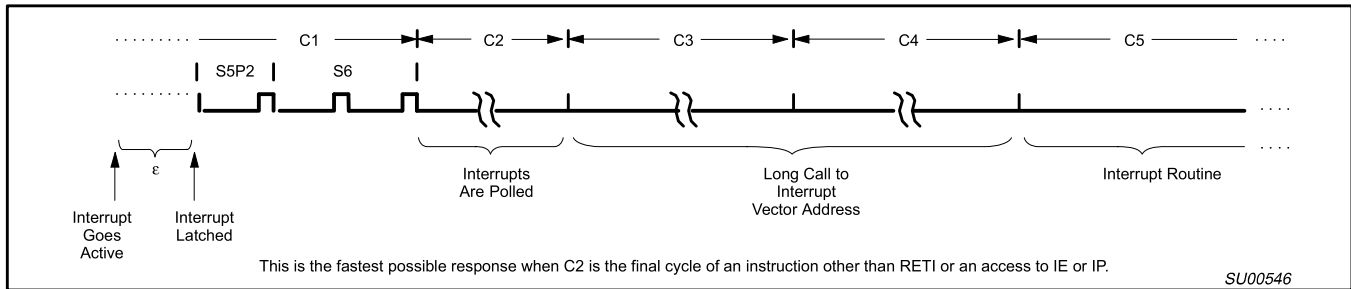 C1 C2 C3 C4 C5
S5P2 S6
ε
Interrupt
Goes
Active
Interrupt
Latched
Interrupts
Are Polled
Long Call to
Interrupt
Vector Address
Interrupt Routine
This is the fastest possible response when C2 is the final cycle of an instruction other than RETI or an access to IE or IP.
SU00546